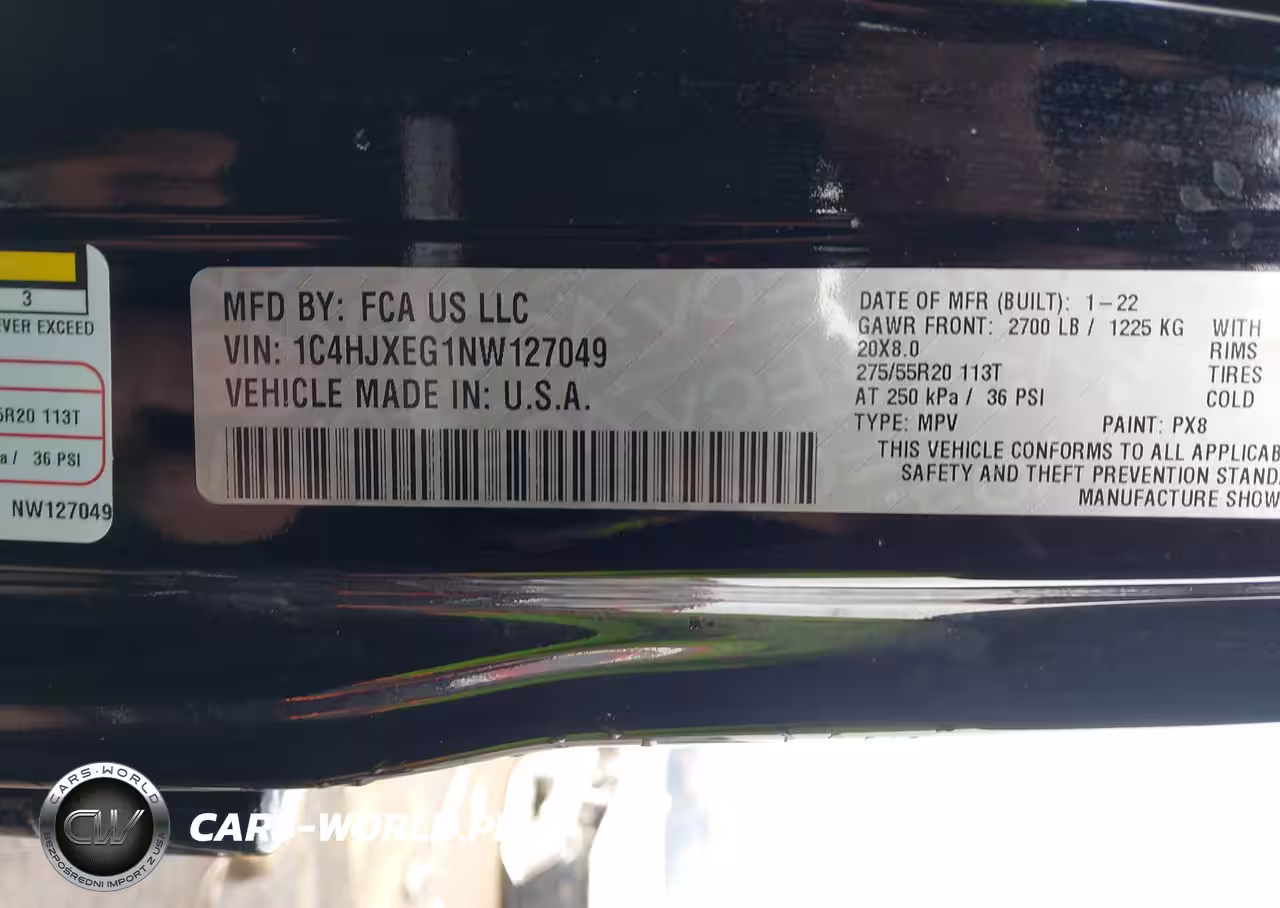 3
EVER EXCEED
5R20 113T
a / 36 PSI
NW127049
MFD BY: FCA US LLC
VIN: 1C4HJXEG1NW127049
VEHICLE MADE IN: U.S.A.
DATE OF MFR (BUILT): 1-22
GAWR FRONT: 2700 LB / 1225 KG WITH
20X8.0 RIMS
275/55R20 113T TIRES
AT 250 kPa / 36 PSI COLD
TYPE: MPV PAINT: PX8
THIS VEHICLE CONFORMS TO ALL APPLICAB
SAFETY AND THEFT PREVENTION STANDA
MANUFACTURE SHOW
CARS-WORLD
CW
BEZPOŚREDNI IMPORT Z USA
CARS-WORLD.P